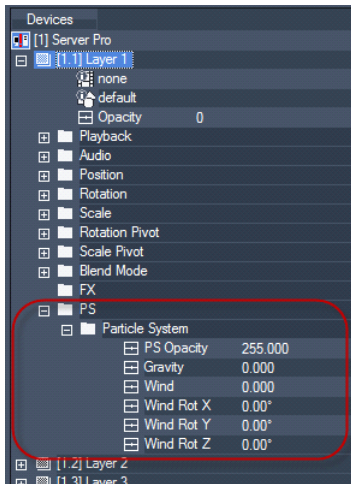 Devices
[1] Server Pro
[1.1] Layer 1
none
default
Opacity 0
Playback
Audio
Position
Rotation
Scale
Rotation Pivot
Scale Pivot
Blend Mode
FX
PS
Particle System
PS Opacity 255.000
Gravity 0.000
Wind 0.000
Wind Rot X 0.00°
Wind Rot Y 0.00°
Wind Rot Z 0.00°
[1.2] Layer 2
[1.3] Layer 3